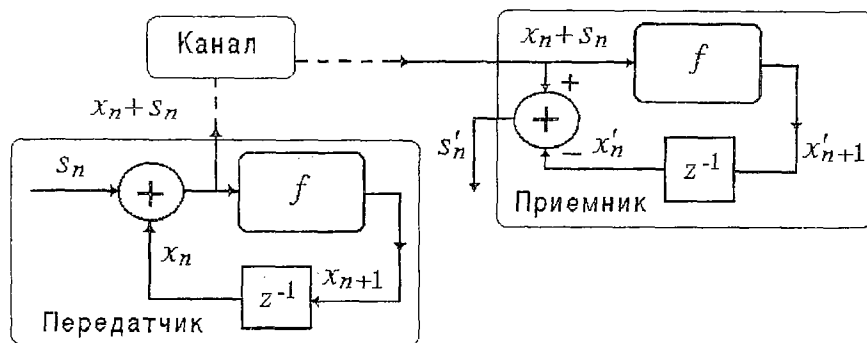 Канал
x_n + s_n
x_n + s_n
f
+
+
s'_n
−
x'_n
z⁻¹
x'_{n+1}
Приемник
s_n
+
f
x_n
z⁻¹
x_{n+1}
Передатчик